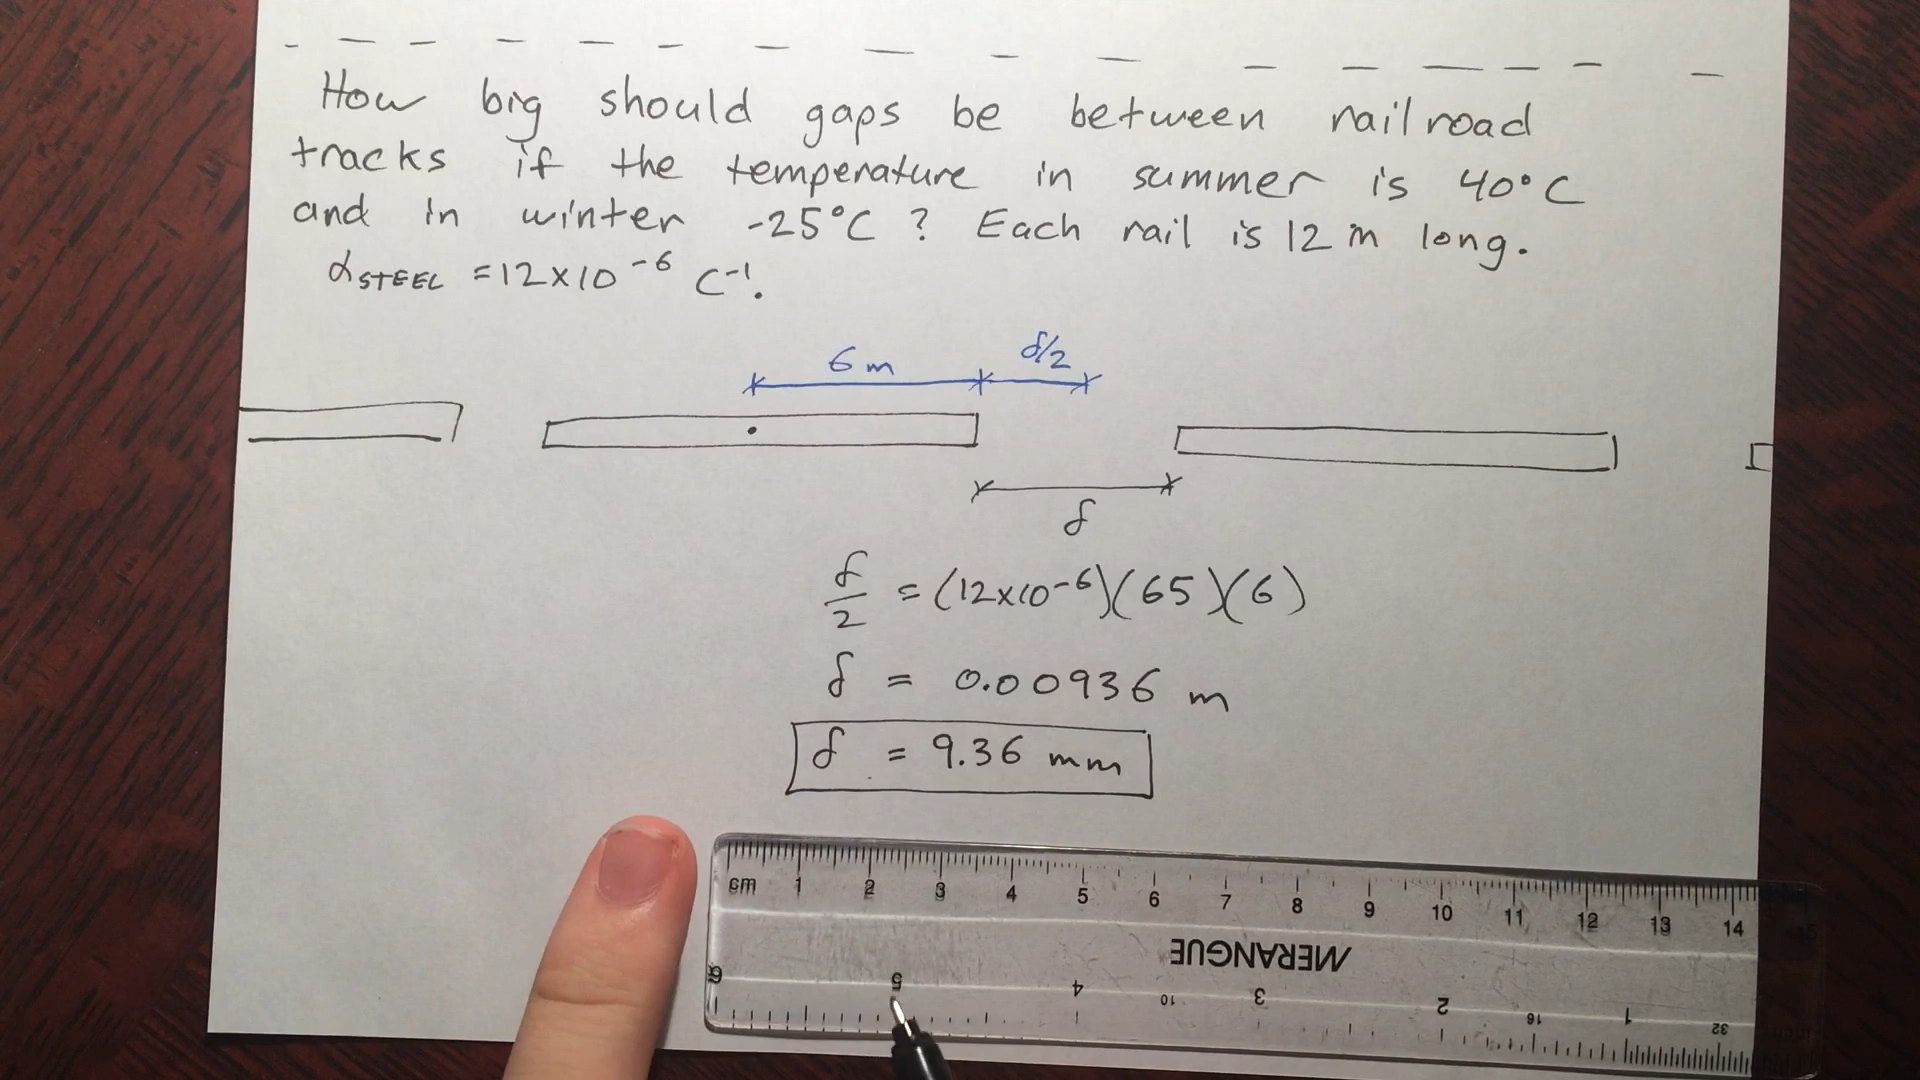 How big should gaps be between railroad
tracks if the temperature in summer is 40°C
and in winter -25°C ? Each rail is 12 m long.
αSTEEL = 12×10⁻⁶ C⁻¹.
6 m δ/2
δ
δ/2 = (12×10⁻⁶)(65)(6)
δ = 0.00936 m
δ = 9.36 mm
cm 1 2 3 4 5 6 7 8 9 10 11 12 13 14 15
MERANGUE
6 5 4 10 3 2 16 1 32